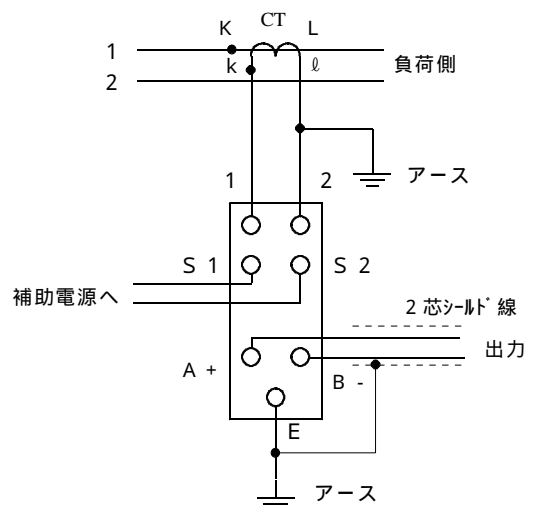 CT
K L
1
k ℓ
負荷側
2
アース
1 2
S 1 S 2
補助電源へ
2 芯シールド線
出力
A +
B -
E
アース